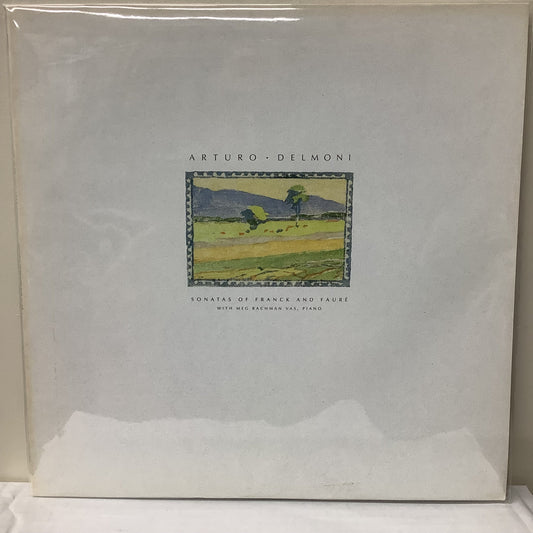 ARTURO · DELMONI
SONATAS OF FRANCK AND FAURÉ
WITH MEG BACHMAN VAS, PIANO